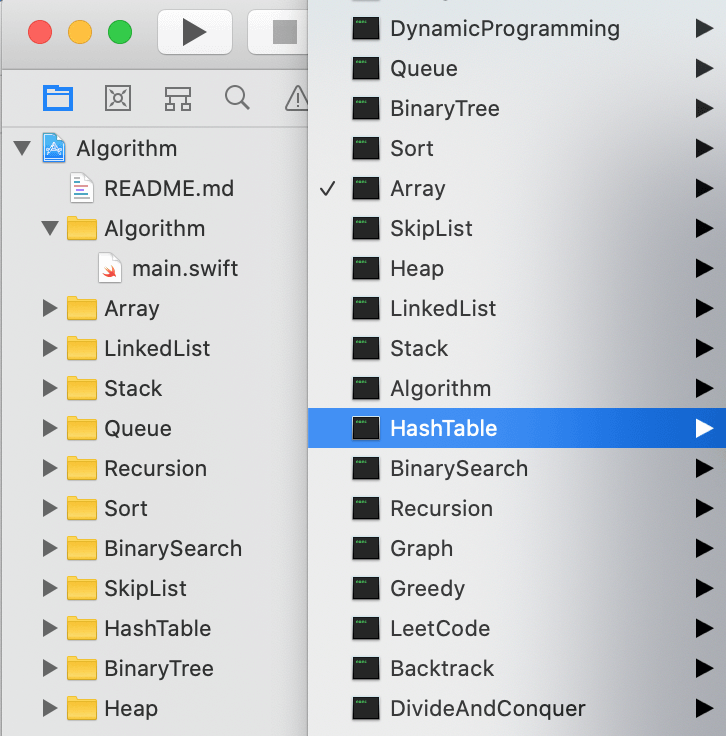 Algorithm
README.md
Algorithm
main.swift
Array
LinkedList
Stack
Queue
Recursion
Sort
BinarySearch
SkipList
HashTable
BinaryTree
Heap
DynamicProgramming
Queue
BinaryTree
Sort
Array
SkipList
Heap
LinkedList
Stack
Algorithm
HashTable
BinarySearch
Recursion
Graph
Greedy
LeetCode
Backtrack
DivideAndConquer